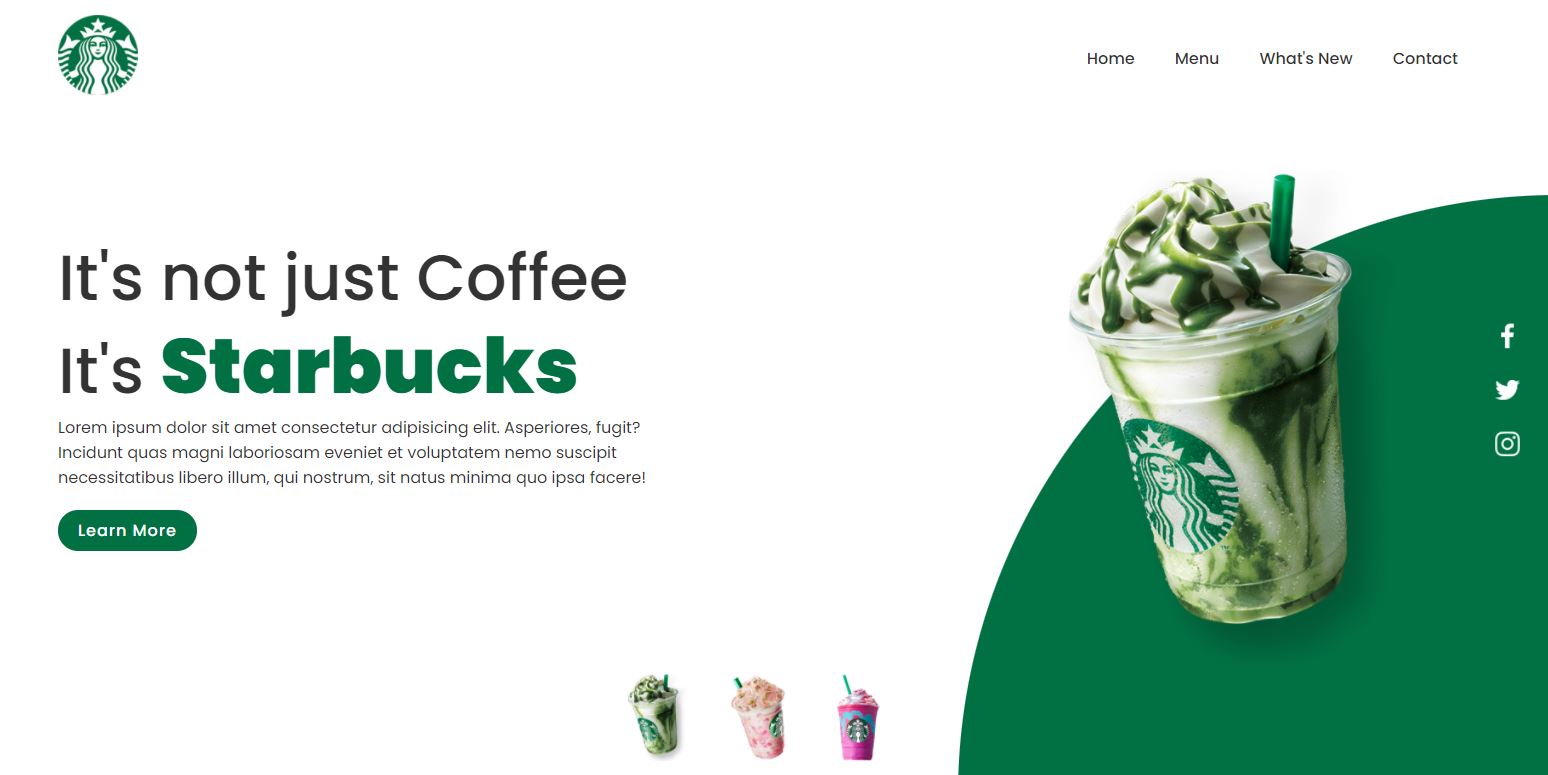 Home Menu What's New Contact
It's not just Coffee
It's Starbucks
Lorem ipsum dolor sit amet consectetur adipisicing elit. Asperiores, fugit?
Incidunt quas magni laboriosam eveniet et voluptatem nemo suscipit
necessitatibus libero illum, qui nostrum, sit natus minima quo ipsa facere!
Learn More